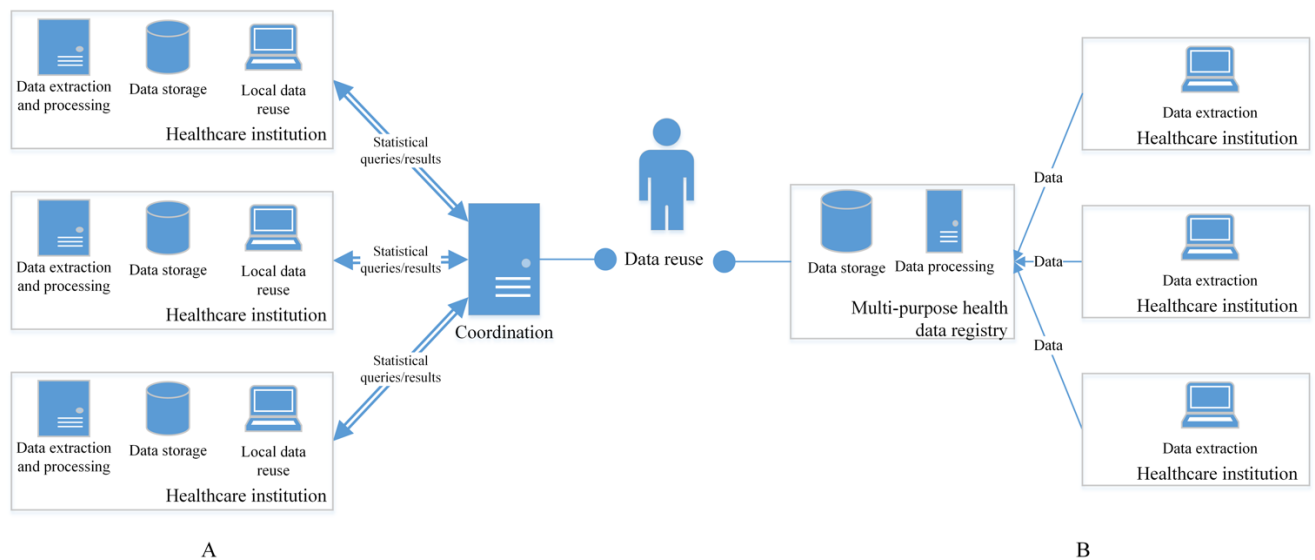 Data extraction
and processing
Data storage
Local data
reuse
Healthcare institution
Statistical
queries/results
Data extraction
and processing
Data storage
Local data
reuse
Healthcare institution
Statistical
queries/results
Data extraction
and processing
Data storage
Local data
reuse
Healthcare institution
Statistical
queries/results
Coordination
Data reuse
Data storage
Data processing
Multi-purpose health
data registry
Data
Data
Data
Data extraction
Healthcare institution
Data extraction
Healthcare institution
Data extraction
Healthcare institution
A
B